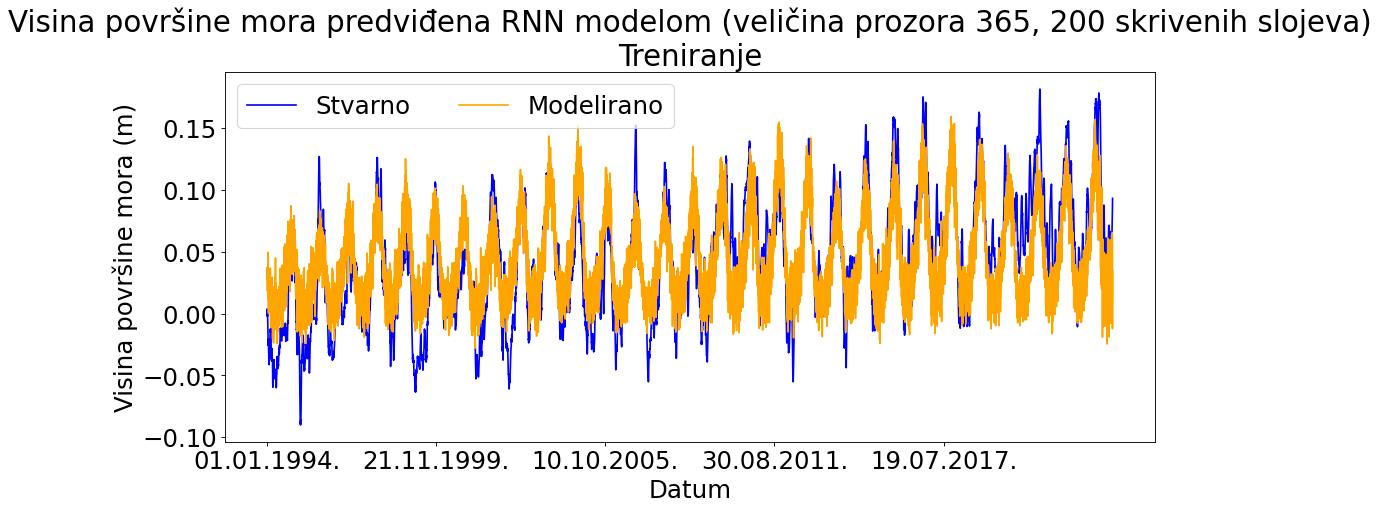 Visina površine mora predviđena RNN modelom (veličina prozora 365, 200 skrivenih slojeva)
Treniranje
Stvarno Modelirano
Visina površine mora (m)
0.15
0.10
0.05
0.00
−0.05
−0.10
01.01.1994. 21.11.1999. 10.10.2005. 30.08.2011. 19.07.2017.
Datum